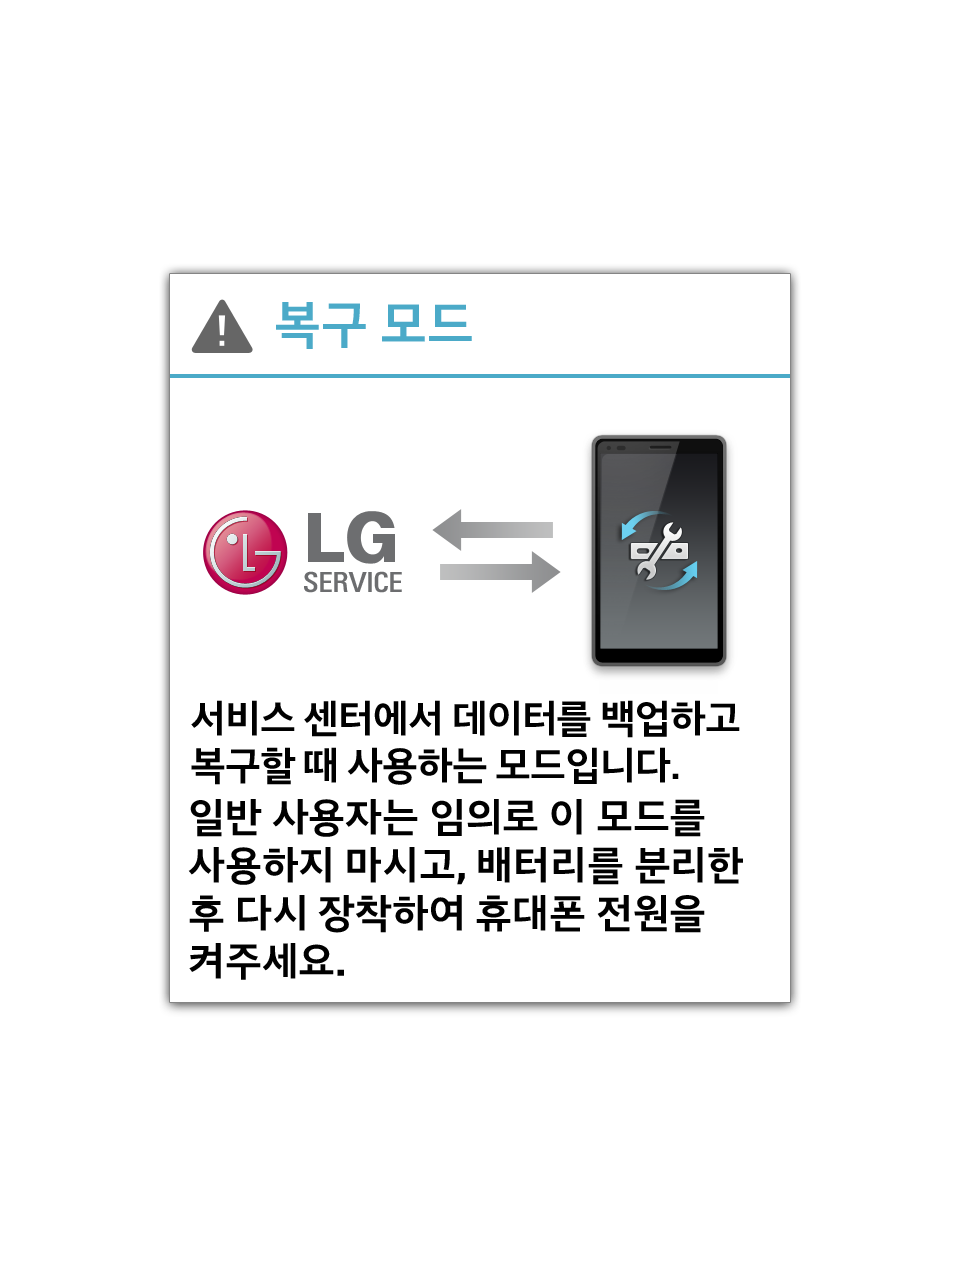 복구 모드
LG
SERVICE
서비스 센터에서 데이터를 백업하고
복구할 때 사용하는 모드입니다.
일반 사용자는 임의로 이 모드를
사용하지 마시고, 배터리를 분리한
후 다시 장착하여 휴대폰 전원을
켜주세요.